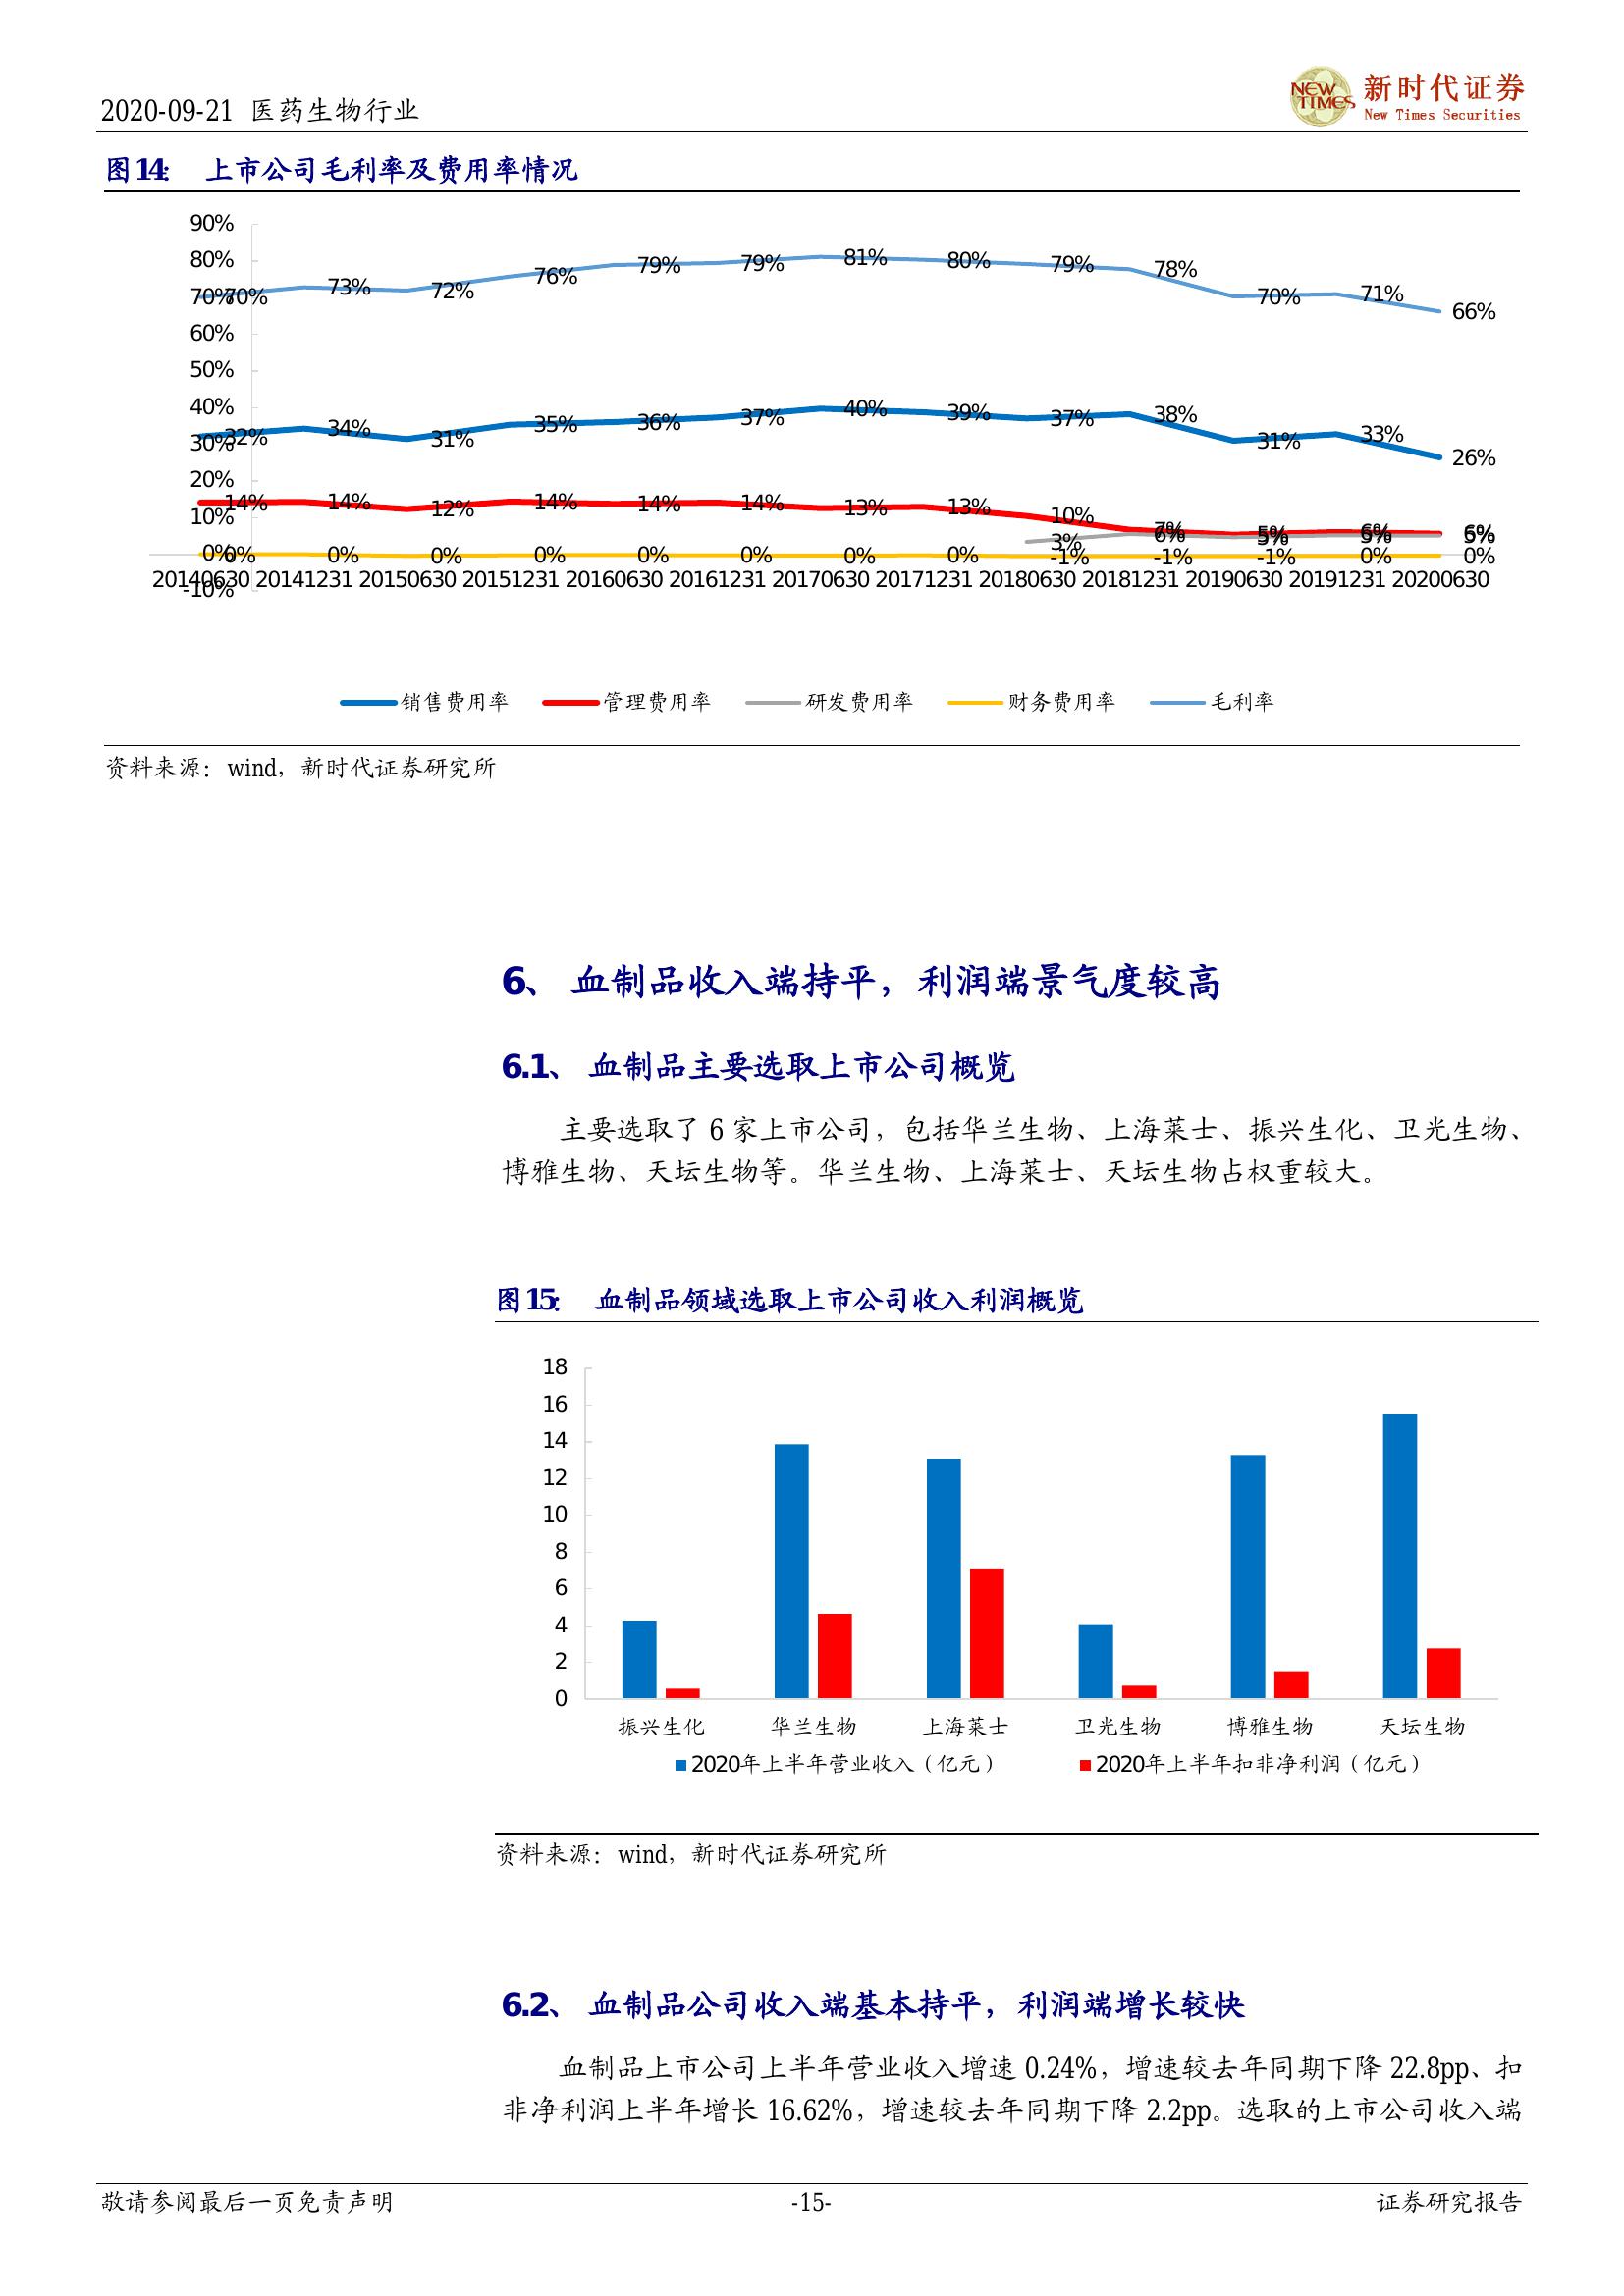 2020-09-21 医药生物行业
NEW TIMES 新时代证券
New Times Securities
图14: 上市公司毛利率及费用率情况
90%
80%
70%
60%
50%
40%
30%
20%
10%
0%
-10%
70% 73% 72% 76% 79% 79% 81% 80% 79% 78% 70% 71% 66%
32% 34% 31% 35% 36% 37% 40% 39% 37% 38% 31% 33% 26%
14% 14% 12% 14% 14% 14% 13% 13% 10% 7% 5% 6% 6%
3% 6% 5% 5% 5%
0% 0% 0% 0% 0% 0% 0% 0% -1% -1% -1% 0% 0%
20140630 20141231 20150630 20151231 20160630 20161231 20170630 20171231 20180630 20181231 20190630 20191231 20200630
销售费用率 管理费用率 研发费用率 财务费用率 毛利率
资料来源：wind，新时代证券研究所
6、 血制品收入端持平，利润端景气度较高
6.1、 血制品主要选取上市公司概览
主要选取了 6 家上市公司，包括华兰生物、上海莱士、振兴生化、卫光生物、
博雅生物、天坛生物等。华兰生物、上海莱士、天坛生物占权重较大。
图15: 血制品领域选取上市公司收入利润概览
18
16
14
12
10
8
6
4
2
0
振兴生化 华兰生物 上海莱士 卫光生物 博雅生物 天坛生物
2020年上半年营业收入（亿元） 2020年上半年扣非净利润（亿元）
资料来源：wind，新时代证券研究所
6.2、 血制品公司收入端基本持平，利润端增长较快
血制品上市公司上半年营业收入增速 0.24%，增速较去年同期下降 22.8pp、扣
非净利润上半年增长 16.62%，增速较去年同期下降 2.2pp。选取的上市公司收入端
敬请参阅最后一页免责声明 -15- 证券研究报告